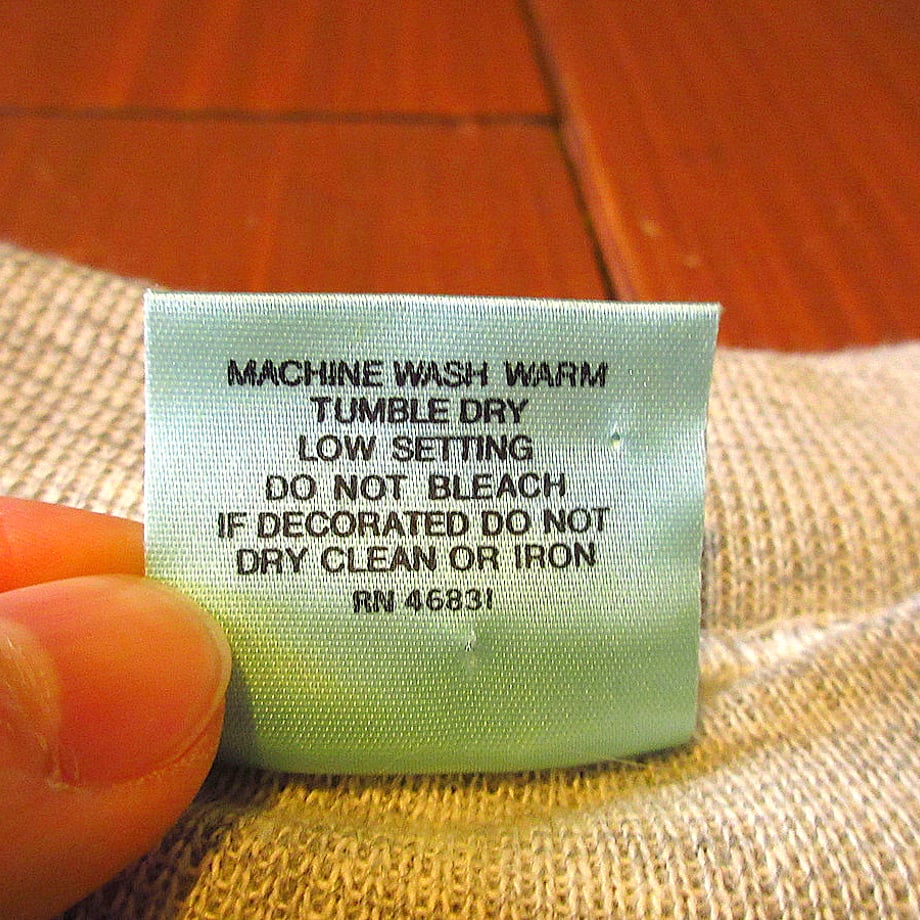 MACHINE WASH WARM
TUMBLE DRY
LOW SETTING
DO NOT BLEACH
IF DECORATED DO NOT
DRY CLEAN OR IRON
RN 46831